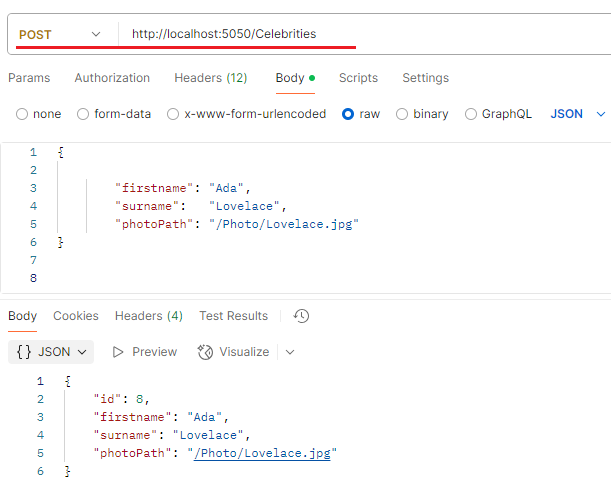 POST http://localhost:5050/Celebrities
Params Authorization Headers (12) Body Scripts Settings
none form-data x-www-form-urlencoded raw binary GraphQL JSON
1 {
2
3 "firstname": "Ada",
4 "surname": "Lovelace",
5 "photoPath": "/Photo/Lovelace.jpg"
6 }
7
8
Body Cookies Headers (4) Test Results
{} JSON Preview Visualize
1 {
2 "id": 8,
3 "firstname": "Ada",
4 "surname": "Lovelace",
5 "photoPath": "/Photo/Lovelace.jpg"
6 }